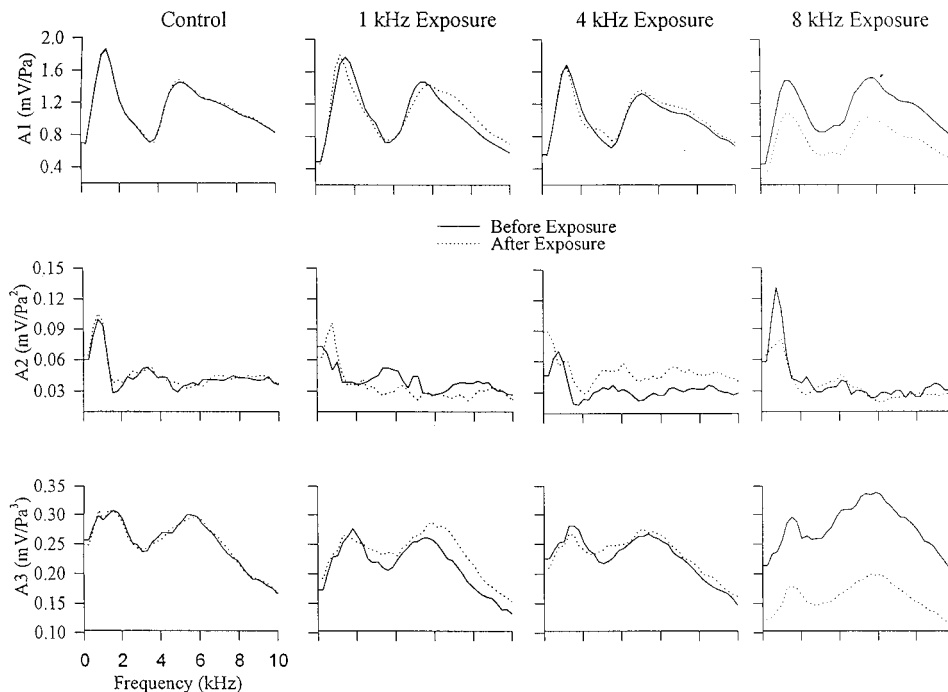 Control
1 kHz Exposure
4 kHz Exposure
8 kHz Exposure
A1 (mV/Pa)
2.0
1.6
1.2
0.8
0.4
Before Exposure
After Exposure
A2 (mV/Pa²)
0.15
0.12
0.09
0.06
0.03
A3 (mV/Pa³)
0.35
0.30
0.25
0.20
0.15
0.10
0 2 4 6 8 10
Frequency (kHz)